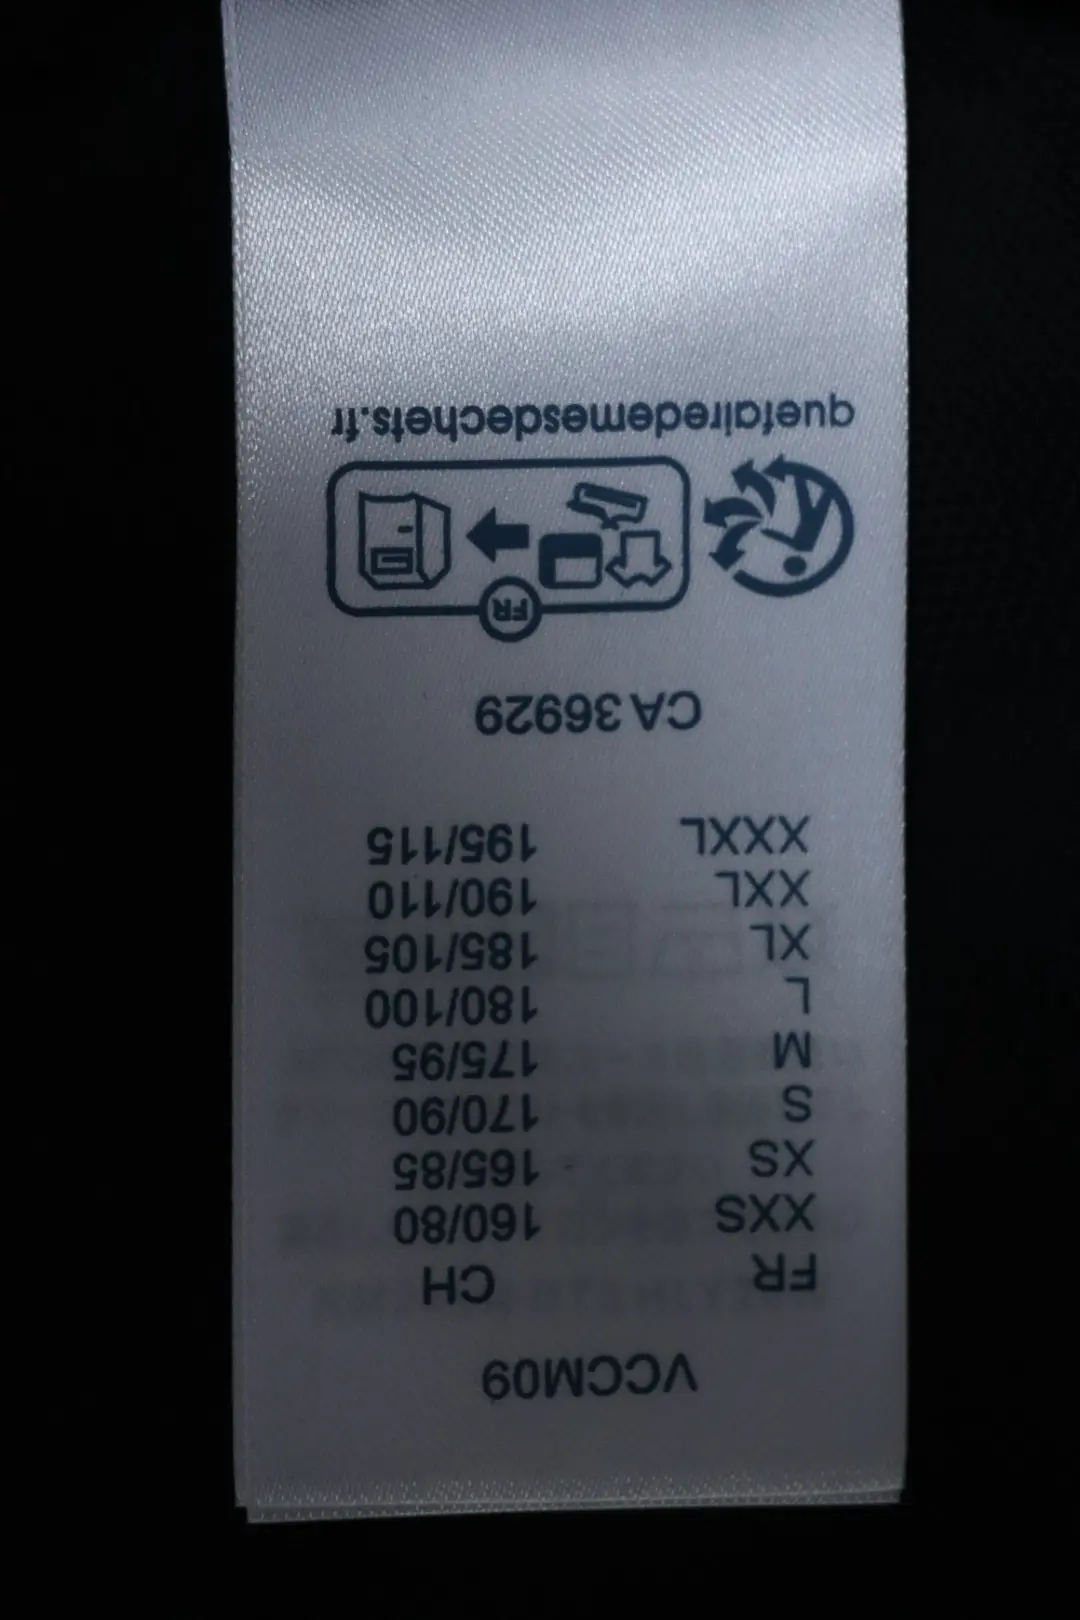 VCCM09
FR CH
XXS 160/80
XS 165/85
S 170/90
M 175/95
L 180/100
XL 185/105
XXL 190/110
XXXL 195/115
CA 36929
FR
quefairedemesdechets.fr